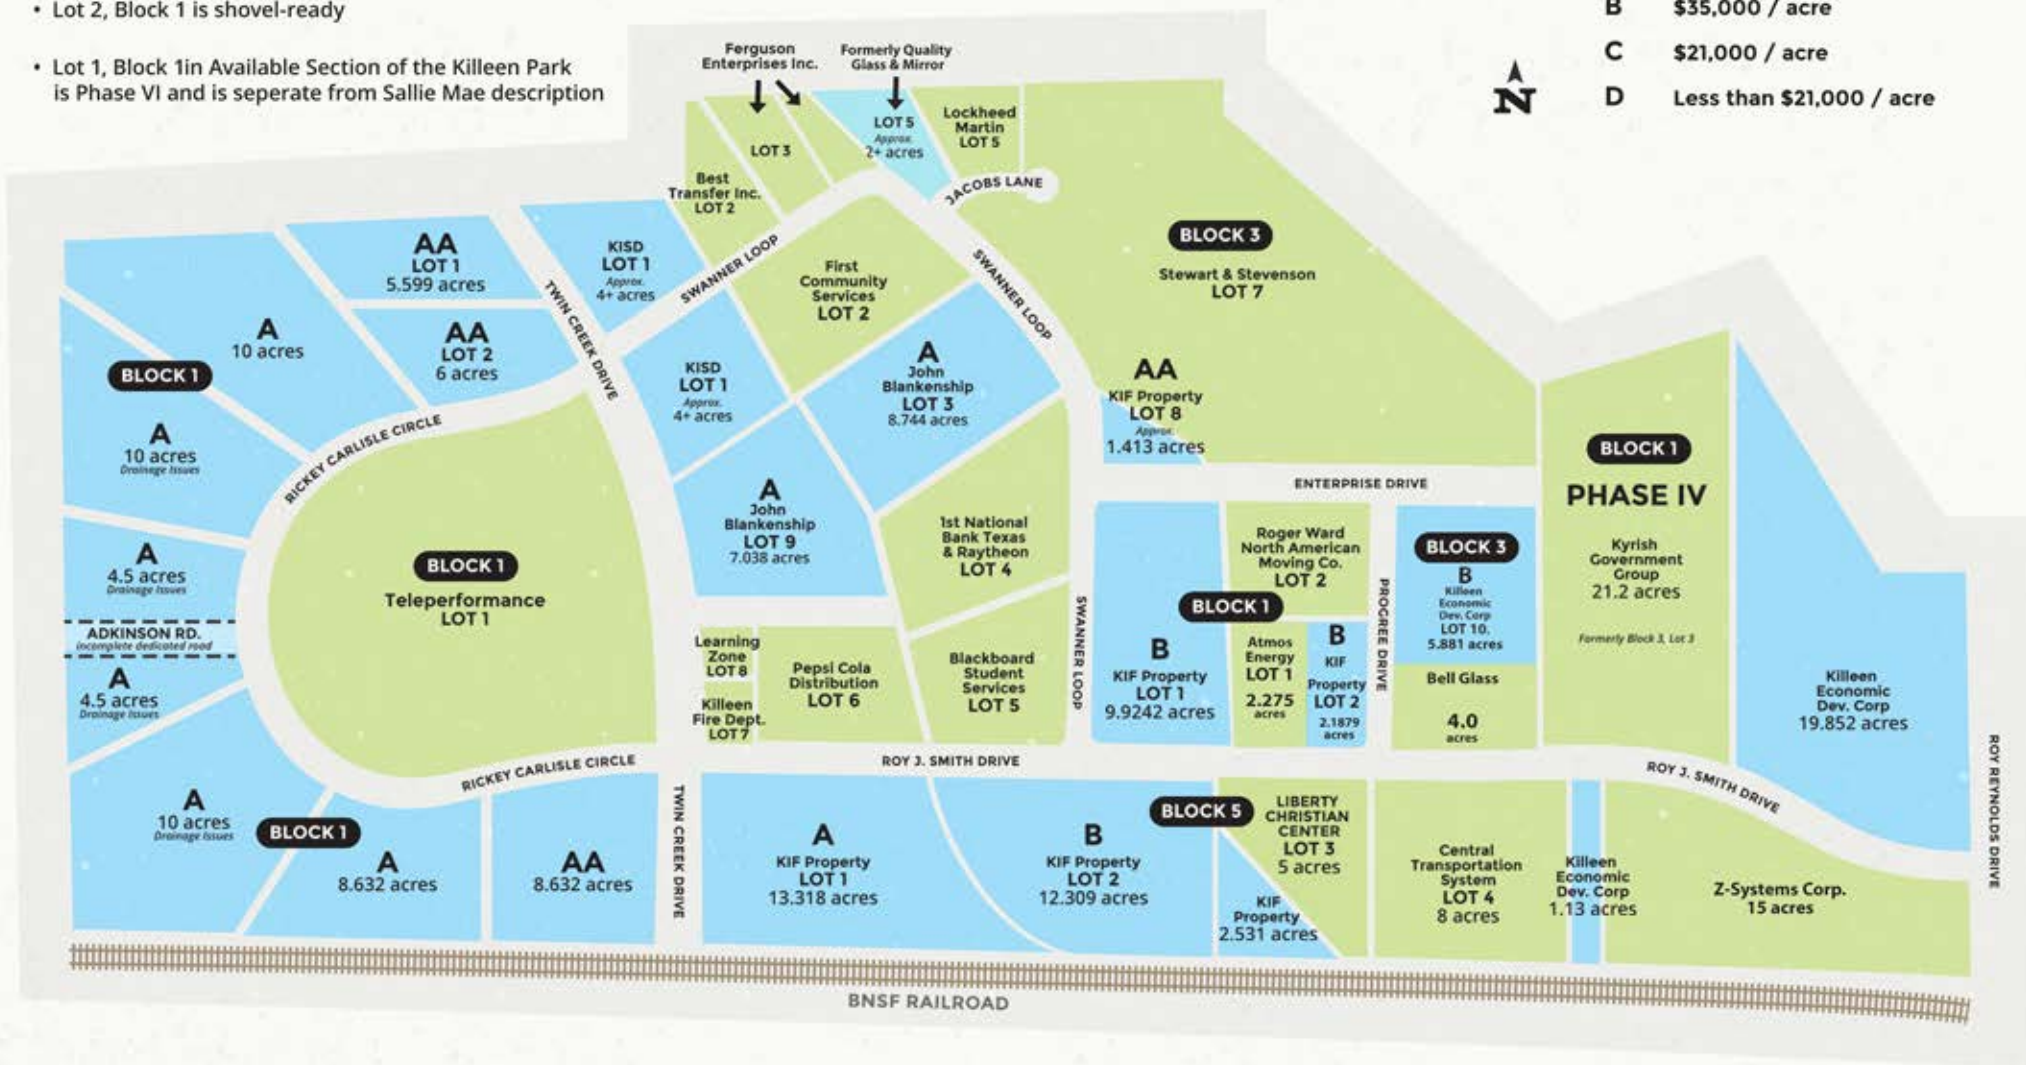 • Lot 2, Block 1 is shovel-ready
• Lot 1, Block 1in Available Section of the Killeen Park
is Phase VI and is seperate from Sallie Mae description
B $35,000 / acre
C $21,000 / acre
D Less than $21,000 / acre
N
Ferguson
Enterprises Inc.
Formerly Quality
Glass & Mirror
LOT 3
LOT 5
Approx.
2+ acres
Lockheed
Martin
LOT 5
Best
Transfer Inc.
LOT 2
JACOBS LANE
BLOCK 3
Stewart & Stevenson
LOT 7
AA
LOT 1
5.599 acres
KISD
LOT 1
Approx.
4+ acres
SWANNER LOOP
First
Community
Services
LOT 2
SWANNER LOOP
TWIN CREEK DRIVE
A
10 acres
AA
LOT 2
6 acres
BLOCK 1
KISD
LOT 1
Approx.
4+ acres
A
John
Blankenship
LOT 3
8.744 acres
AA
KIF Property
LOT 8
Approx.
1.413 acres
A
10 acres
Drainage Issues
RICKEY CARLISLE CIRCLE
BLOCK 1
PHASE IV
Kyrish
Government
Group
21.2 acres
Formerly Block 3, Lot 3
ENTERPRISE DRIVE
A
John
Blankenship
LOT 9
7.038 acres
1st National
Bank Texas
& Raytheon
LOT 4
Roger Ward
North American
Moving Co.
LOT 2
BLOCK 3
B
Killeen
Economic
Dev. Corp
LOT 10.
5.881 acres
A
4.5 acres
Drainage Issues
BLOCK 1
Teleperformance
LOT 1
ADKINSON RD.
incomplete dedicated road
A
4.5 acres
Drainage Issues
SWANNER LOOP
BLOCK 1
PROGREE DRIVE
Learning
Zone
LOT 8
Killeen
Fire Dept.
LOT 7
Pepsi Cola
Distribution
LOT 6
Blackboard
Student
Services
LOT 5
B
KIF Property
LOT 1
9.9242 acres
Atmos
Energy
LOT 1
2.275
acres
B
KIF
Property
LOT 2
2.1879
acres
Bell Glass
4.0
acres
Killeen
Economic
Dev. Corp
19.852 acres
ROY REYNOLDS DRIVE
RICKEY CARLISLE CIRCLE
ROY J. SMITH DRIVE
ROY J. SMITH DRIVE
A
10 acres
Drainage Issues
BLOCK 1
A
8.632 acres
AA
8.632 acres
TWIN CREEK DRIVE
A
KIF Property
LOT 1
13.318 acres
B
KIF Property
LOT 2
12.309 acres
BLOCK 5
LIBERTY
CHRISTIAN
CENTER
LOT 3
5 acres
KIF
Property
2.531 acres
Central
Transportation
System
LOT 4
8 acres
Killeen
Economic
Dev. Corp
1.13 acres
Z-Systems Corp.
15 acres
BNSF RAILROAD